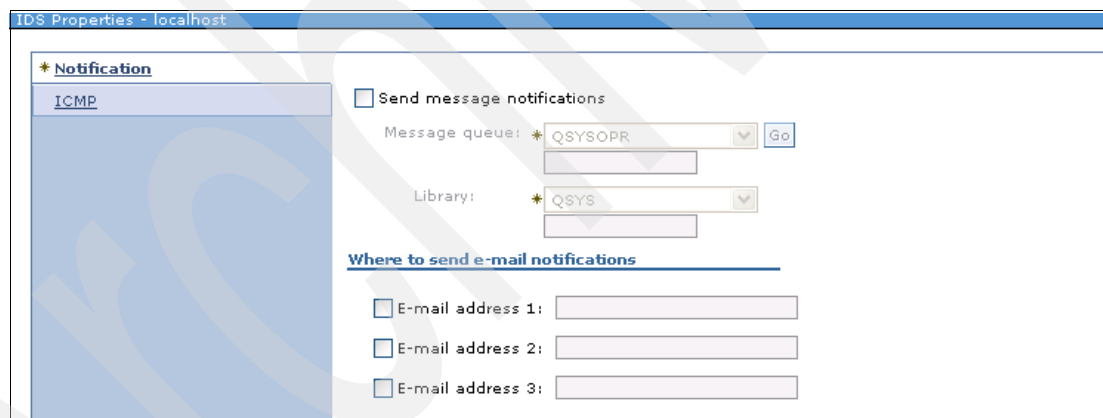 IDS Properties - localhost
* Notification
ICMP
Send message notifications
Message queue: * QSYSOPR Go
Library: * QSYS
Where to send e-mail notifications
E-mail address 1:
E-mail address 2:
E-mail address 3: